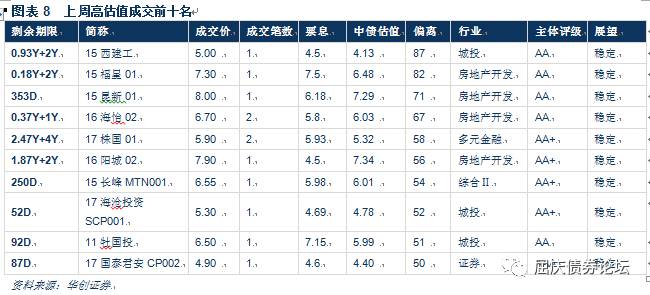 图表 8 上周高估值成交前十名
剩余期限 简称 成交价 成交笔数 票息 中债估值 偏离 行业 主体评级 展望
0.93Y+2Y 15 西建工 5.00 1 4.5 4.13 87 城投 AA 稳定
0.18Y+2Y 15 福星 01 7.30 1 7.5 6.48 82 房地产开发 AA 稳定
353D 15 昆新 01 8.00 1 6.18 7.29 71 房地产开发 AA 稳定
0.37Y+1Y 16 海怡 02 6.70 2 5.8 6.03 67 房地产开发 AA 稳定
2.47Y+4Y 17 株国 01 5.90 2 5.93 5.32 58 多元金融 AA+ 稳定
1.87Y+2Y 16 阳城 02 7.90 1 4.5 7.34 56 房地产开发 AA+ 稳定
250D 15 长峰 MTN001 6.55 1 5.98 6.01 54 综合Ⅱ AA 稳定
17 海沧投资
52D SCP001 5.30 1 4.69 4.78 52 城投 AA+ 稳定
92D 11 牡国投 6.50 1 7.15 5.99 51 城投 AA 稳定
87D 17 国泰君安 CP002 4.90 1 4.6 4.40 50 证券 稳定
屈庆债券论坛
资料来源：华创证券